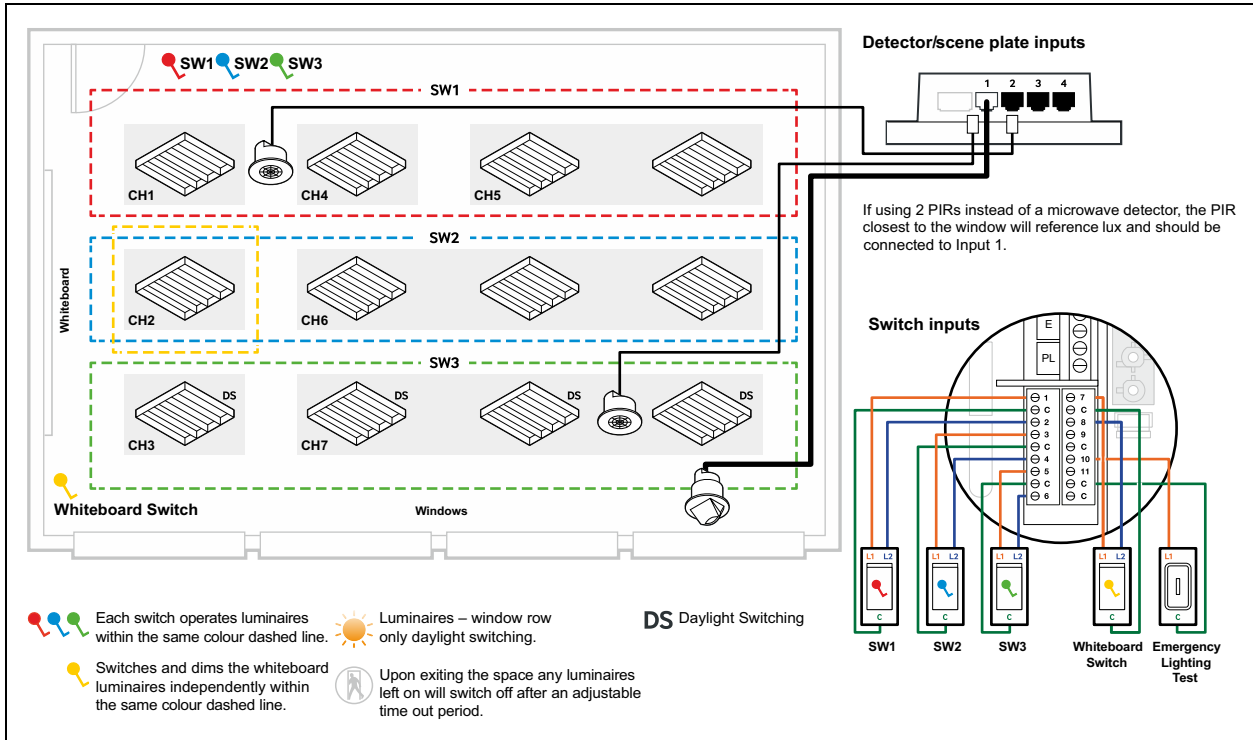 SW1 SW2 SW3
SW1
CH1
CH4
CH5
SW2
CH2
CH6
SW3
DS
DS
DS
DS
CH3
CH7
Whiteboard
Whiteboard Switch
Windows
Detector/scene plate inputs
1 2 3 4
If using 2 PIRs instead of a microwave detector, the PIR
closest to the window will reference lux and should be
connected to Input 1.
Switch inputs
E
PL
1 7
C C
2 8
3 9
C C
4 10
5 11
C C
6 C
L1 L2
L1 L2
L1 L2
L1 L2
L1
C
C
C
C
C
SW1
SW2
SW3
Whiteboard
Switch
Emergency
Lighting
Test
Each switch operates luminaires
within the same colour dashed line.
Switches and dims the whiteboard
luminaires independently within
the same colour dashed line.
Luminaires – window row
only daylight switching.
Upon exiting the space any luminaires
left on will switch off after an adjustable
time out period.
DS Daylight Switching